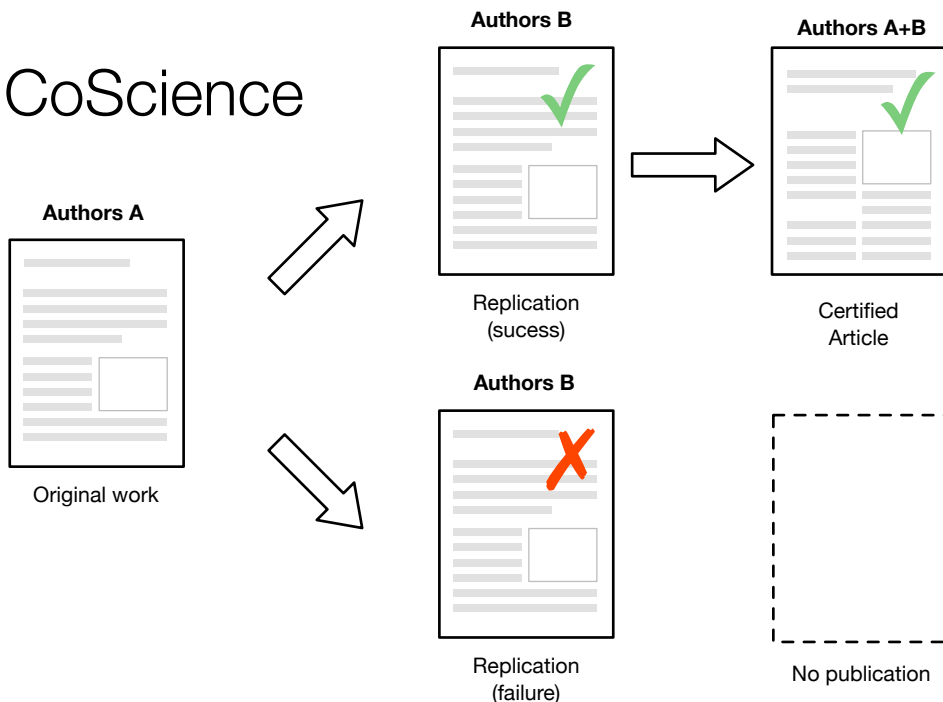 CoScience
Authors A
Original work
Authors B
Replication
(sucess)
Authors A+B
Certified
Article
Authors B
Replication
(failure)
No publication